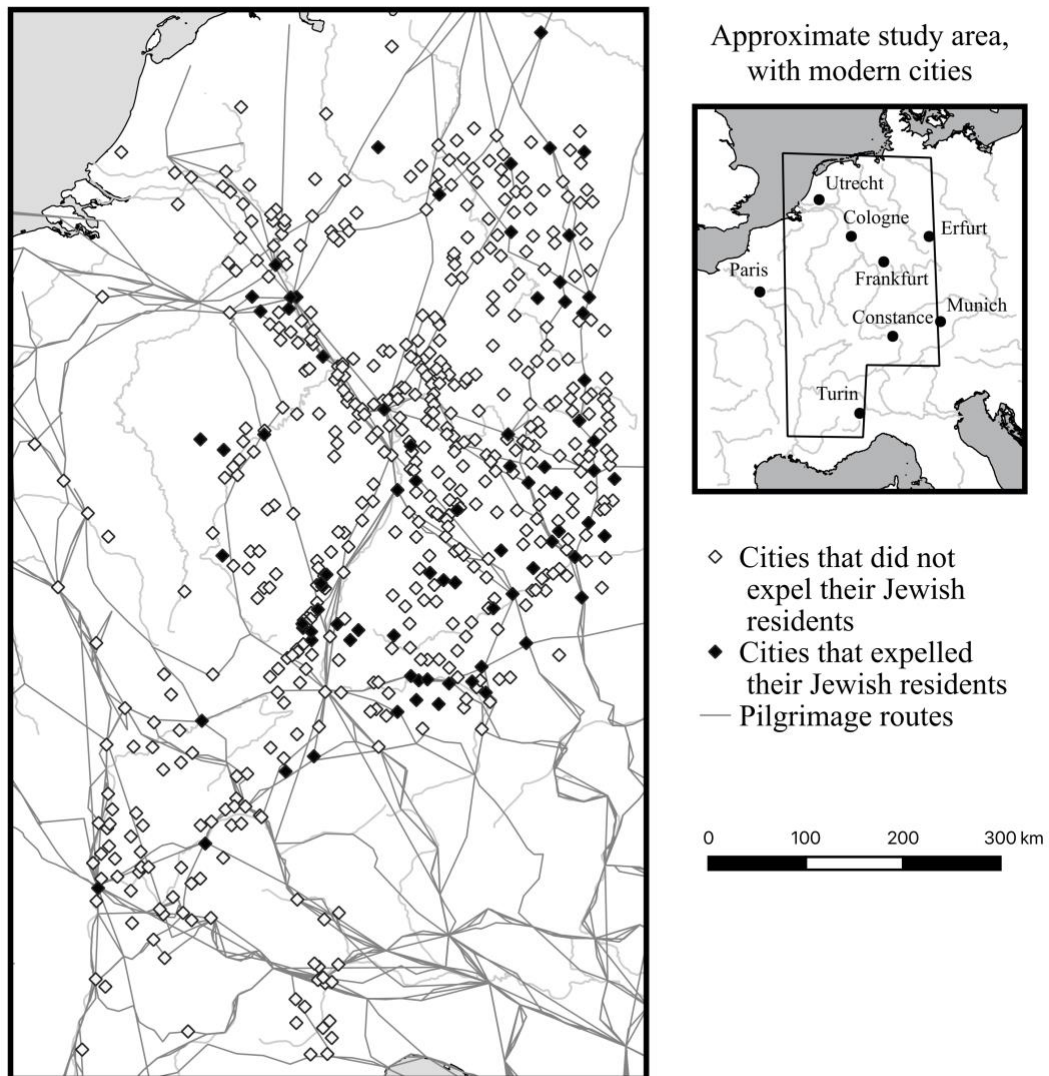 Approximate study area,
with modern cities
Utrecht
Cologne
Erfurt
Paris
Frankfurt
Munich
Constance
Turin
Cities that did not
expel their Jewish
residents
Cities that expelled
their Jewish residents
Pilgrimage routes
0 100 200 300 km